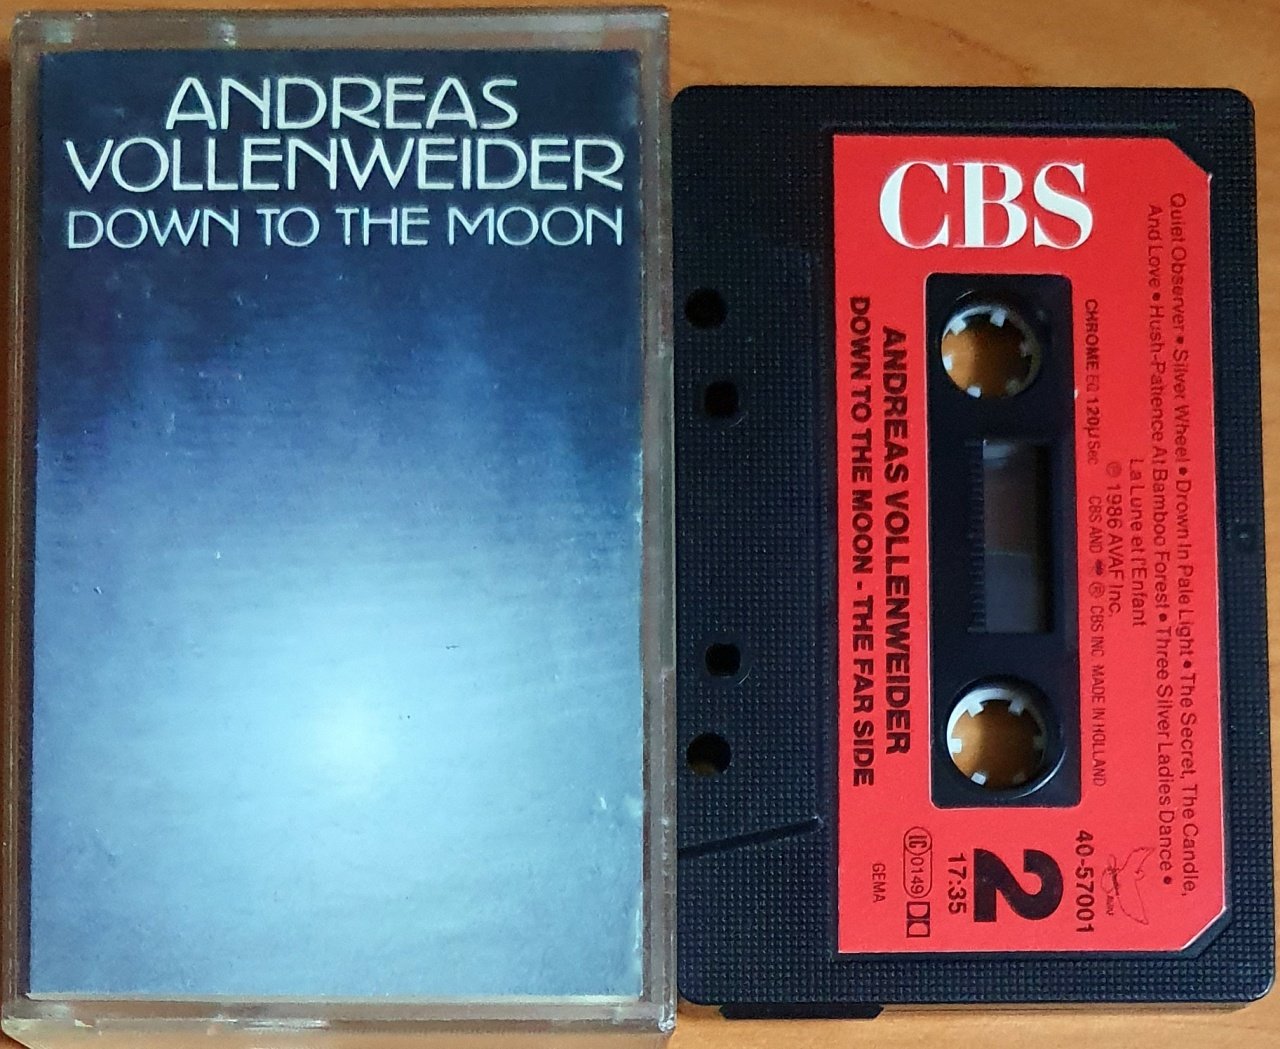 ANDREAS
VOLLENWEIDER
DOWN TO THE MOON
CBS
ANDREAS VOLLENWEIDER
DOWN TO THE MOON - THE FAR SIDE
CHROME EQ 120µ Sec
Quiet Observer • Silver Wheel • Drown In Pale Light • The Secret, The Candle,
And Love • Hush-Patience At Bamboo Forest • Three Silver Ladies Dance •
La Lune et l'Enfant
℗ 1986 AVAF Inc.
CBS AND ® CBS INC MADE IN HOLLAND
40-57001
2
17:35
LC 0149
GEMA